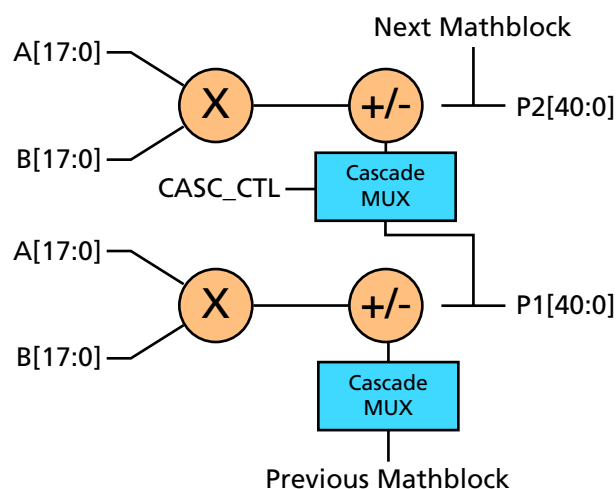 Next Mathblock
A[17:0]
X
+/-
P2[40:0]
B[17:0]
CASC_CTL
Cascade
MUX
A[17:0]
X
+/-
P1[40:0]
B[17:0]
Cascade
MUX
Previous Mathblock